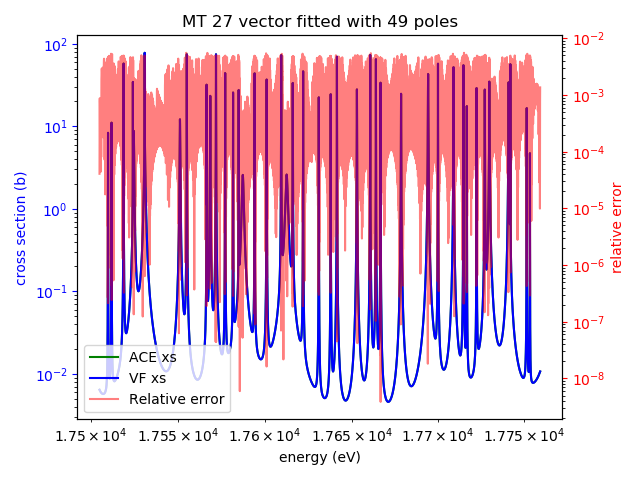 MT 27 vector fitted with 49 poles
10²
10¹
10⁰
10⁻¹
10⁻²
cross section (b)
10⁻²
10⁻³
10⁻⁴
10⁻⁵
10⁻⁶
10⁻⁷
10⁻⁸
relative error
ACE xs
VF xs
Relative error
1.75 × 10⁴ 1.755 × 10⁴ 1.76 × 10⁴ 1.765 × 10⁴ 1.77 × 10⁴ 1.775 × 10⁴
energy (eV)